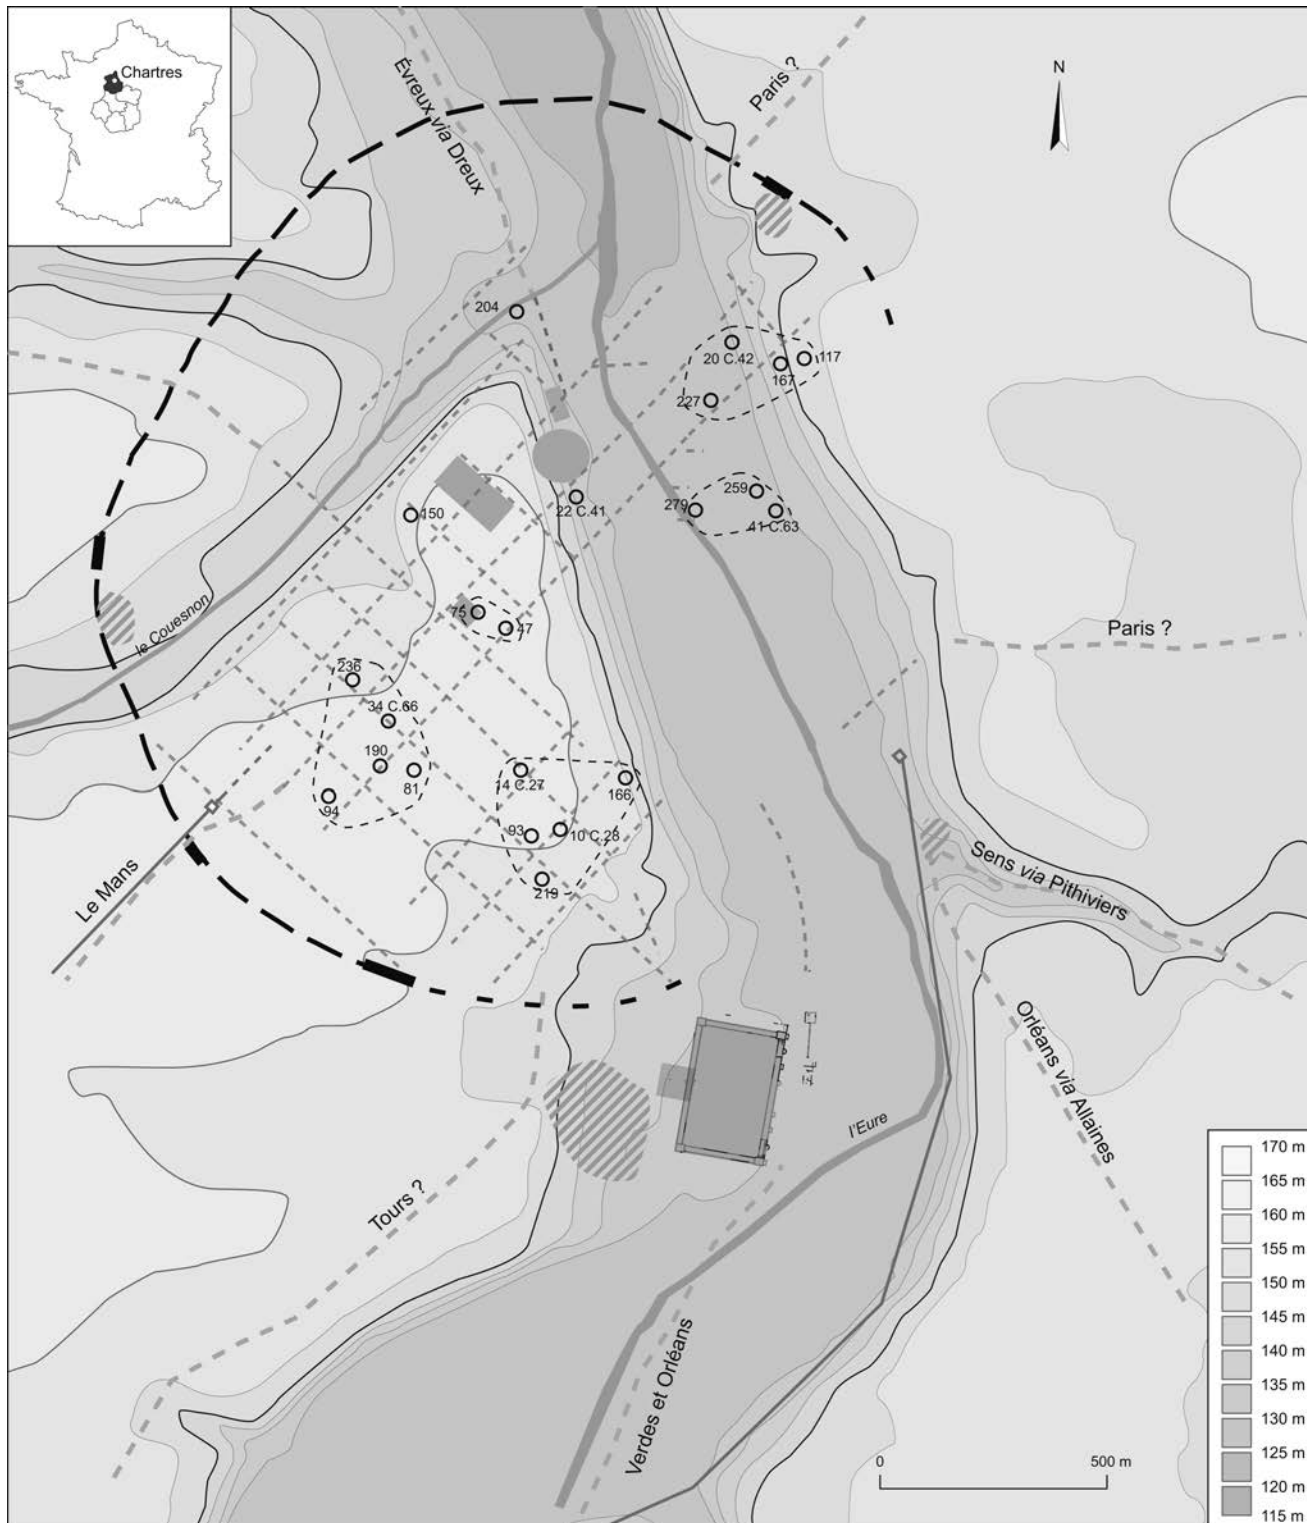 Chartres
Évreux via Dreux
Paris ?
N
204
20 C.42
117
167
227
150
22 C.41
279
259
41 C.63
le Couesnon
75
47
Paris ?
236
34 C.66
190
81
94
14 C.27
166
93
10 C.28
219
Le Mans
Sens via Pithiviers
Orléans via Allaines
l'Eure
Tours ?
Verdes et Orléans
0
500 m
170 m
165 m
160 m
155 m
150 m
145 m
140 m
135 m
130 m
125 m
120 m
115 m